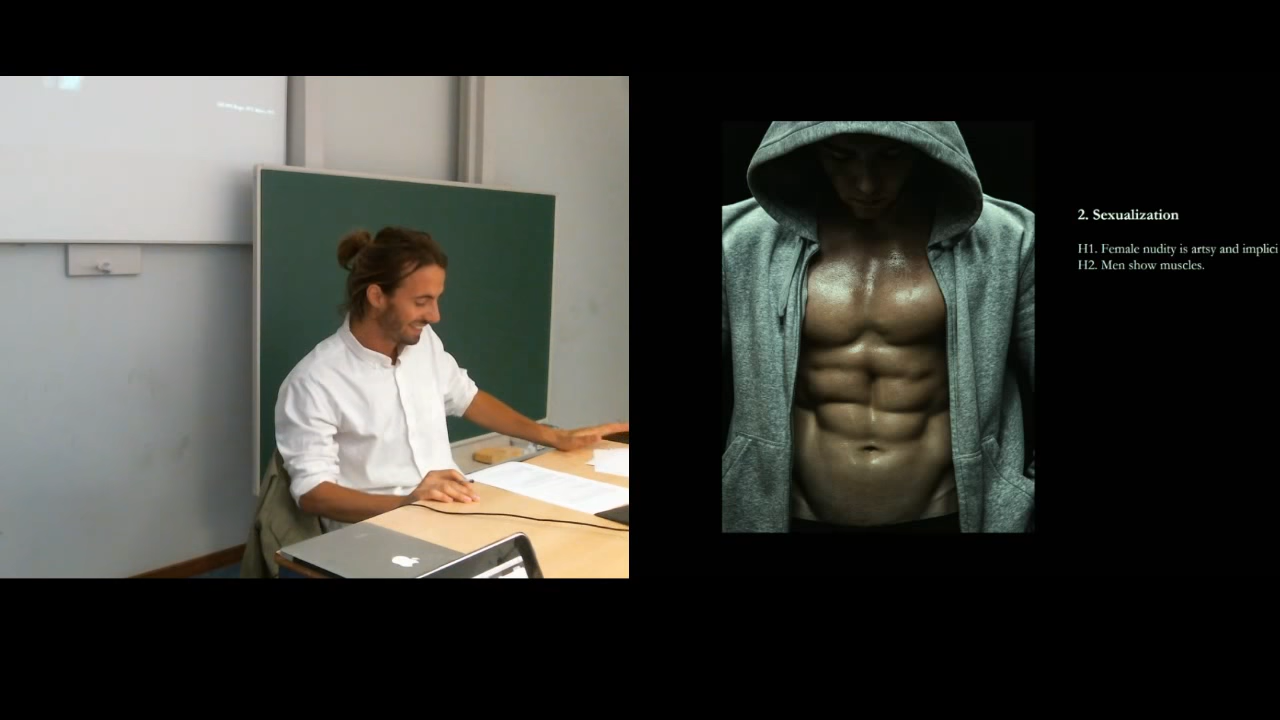 2. Sexualization
H1. Female nudity is artsy and implici
H2. Men show muscles.